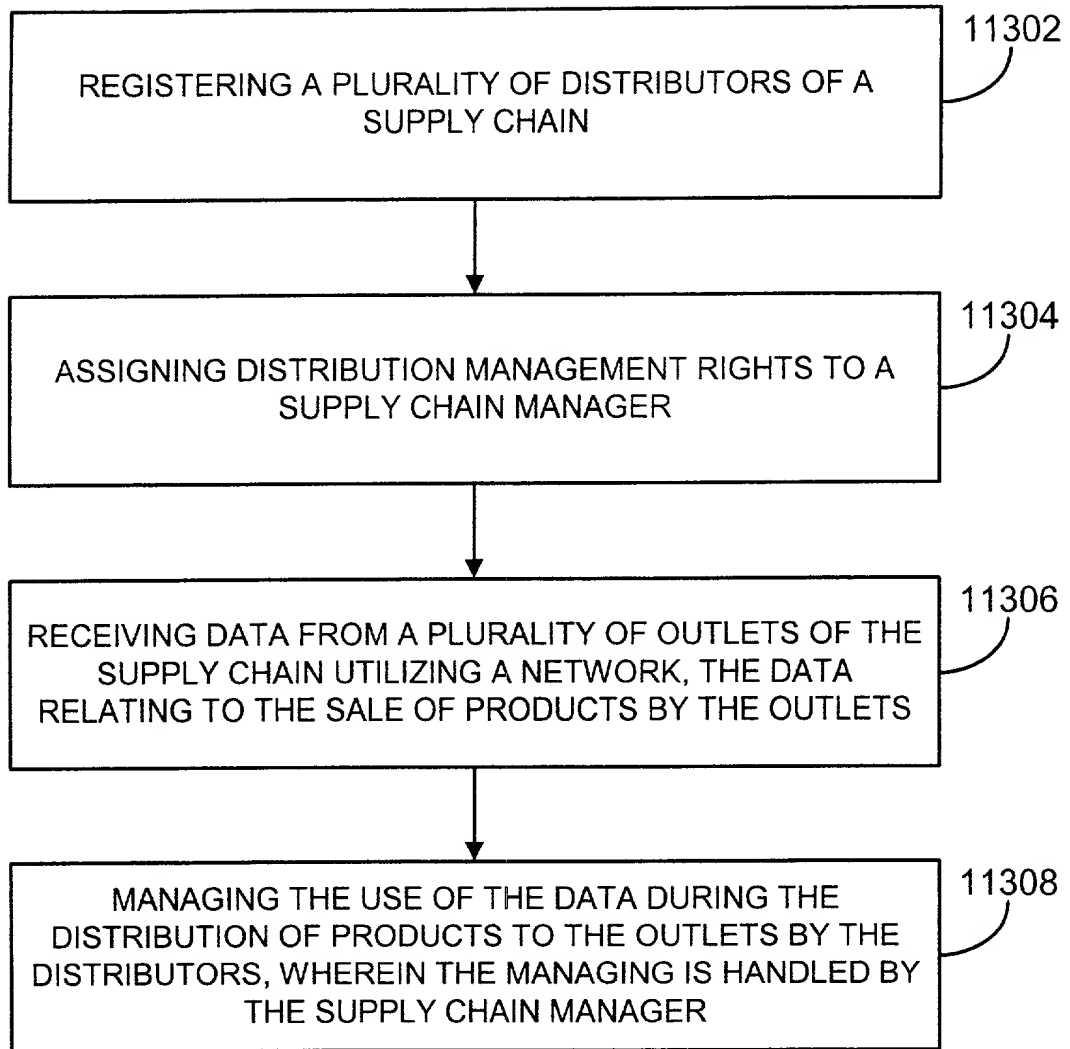 11302
REGISTERING A PLURALITY OF DISTRIBUTORS OF A
SUPPLY CHAIN
11304
ASSIGNING DISTRIBUTION MANAGEMENT RIGHTS TO A
SUPPLY CHAIN MANAGER
11306
RECEIVING DATA FROM A PLURALITY OF OUTLETS OF THE
SUPPLY CHAIN UTILIZING A NETWORK, THE DATA
RELATING TO THE SALE OF PRODUCTS BY THE OUTLETS
11308
MANAGING THE USE OF THE DATA DURING THE
DISTRIBUTION OF PRODUCTS TO THE OUTLETS BY THE
DISTRIBUTORS, WHEREIN THE MANAGING IS HANDLED BY
THE SUPPLY CHAIN MANAGER